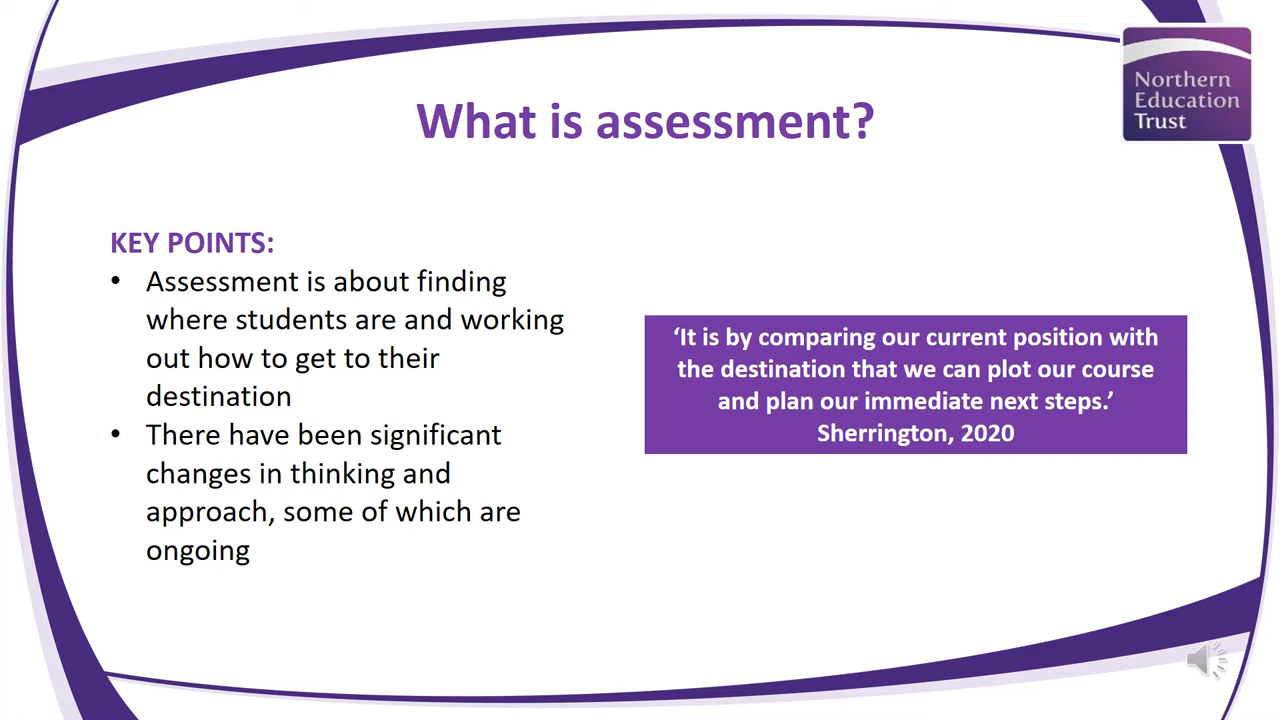 Northern
Education
Trust
What is assessment?
KEY POINTS:
• Assessment is about finding
where students are and working
out how to get to their
destination
• There have been significant
changes in thinking and
approach, some of which are
ongoing
‘It is by comparing our current position with
the destination that we can plot our course
and plan our immediate next steps.’
Sherrington, 2020